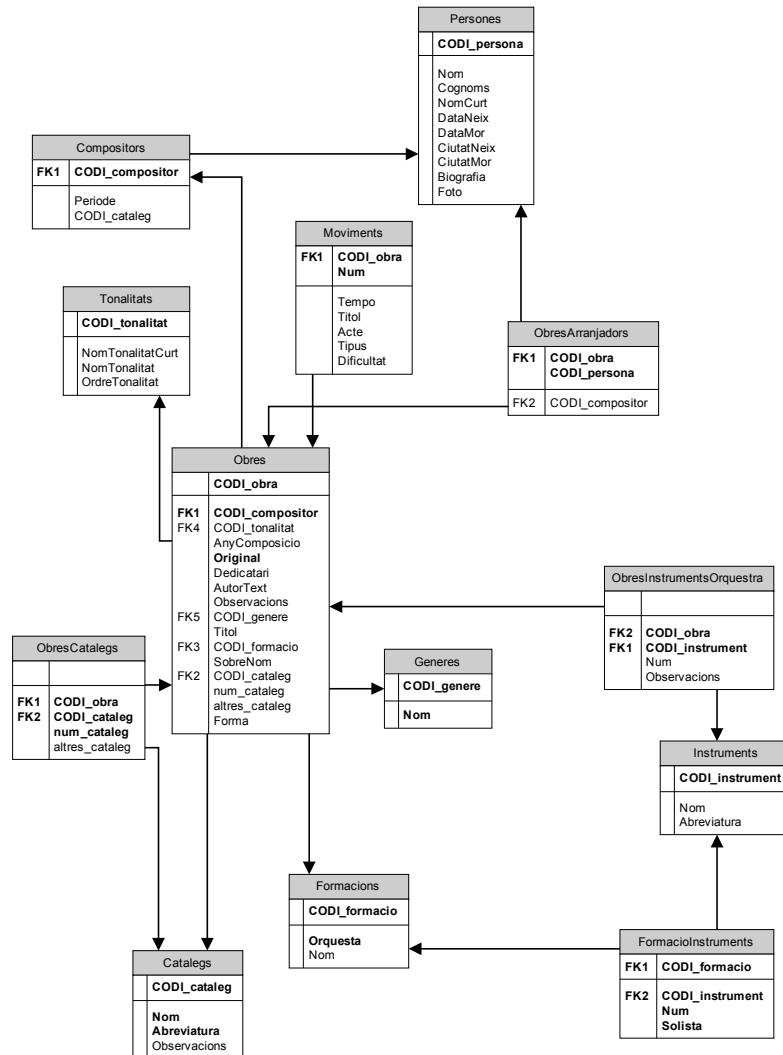 Persones
CODI_persona
Nom
Cognoms
NomCurt
DataNeix
DataMor
CiutatNeix
CiutatMor
Biografia
Foto
Compositors
FK1 CODI_compositor
Periode
CODI_cataleg
Moviments
FK1 CODI_obra
Num
Tempo
Titol
Acte
Tipus
Dificultat
Tonalitats
CODI_tonalitat
NomTonalitatCurt
NomTonalitat
OrdreTonalitat
ObresArranjadors
FK1 CODI_obra
CODI_persona
FK2 CODI_compositor
Obres
CODI_obra
FK1 CODI_compositor
FK4 CODI_tonalitat
AnyComposicio
Original
Dedicatari
AutorText
Observacions
FK5 CODI_genere
Titol
FK3 CODI_formacio
SobreNom
FK2 CODI_cataleg
num_cataleg
altres_cataleg
Forma
ObresInstrumentsOrquestra
FK2 CODI_obra
FK1 CODI_instrument
Num
Observacions
ObresCatalegs
FK1 CODI_obra
FK2 CODI_cataleg
num_cataleg
altres_cataleg
Generes
CODI_genere
Nom
Instruments
CODI_instrument
Nom
Abreviatura
Formacions
CODI_formacio
Orquesta
Nom
FormacioInstruments
FK1 CODI_formacio
FK2 CODI_instrument
Num
Solista
Catalegs
CODI_cataleg
Nom
Abreviatura
Observacions